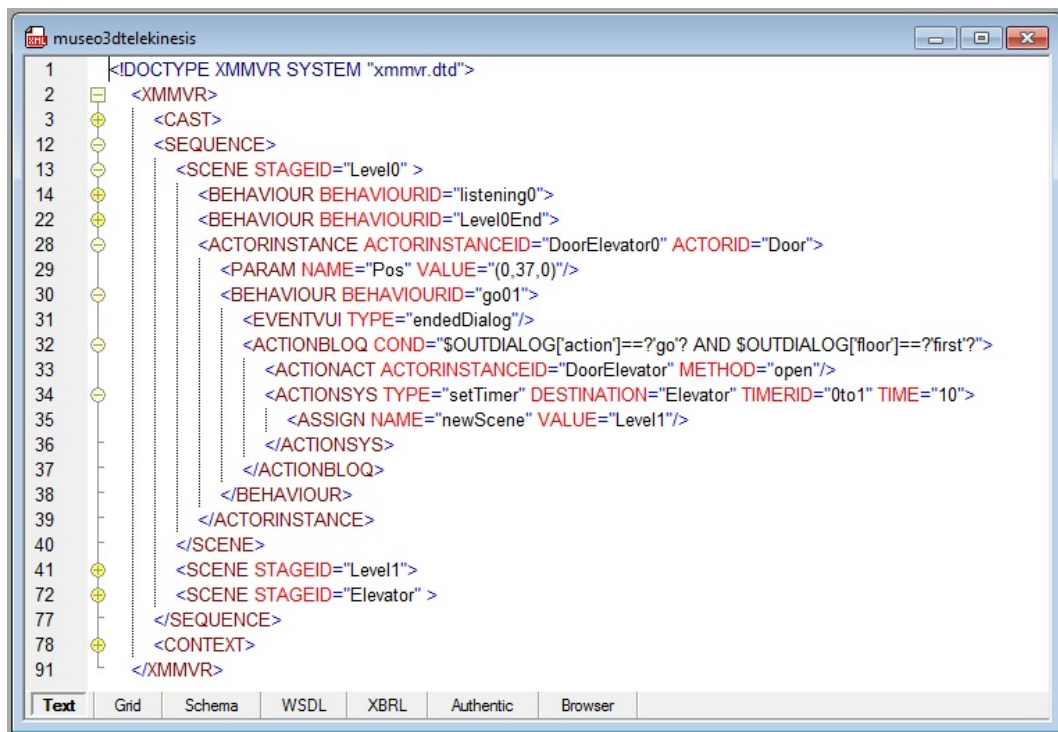 museo3dtelekinesis
1 <!DOCTYPE XMMVR SYSTEM "xmmvr.dtd">
2 <XMMVR>
3 <CAST>
12 <SEQUENCE>
13 <SCENE STAGEID="Level0" >
14 <BEHAVIOUR BEHAVIOURID="listening0">
22 <BEHAVIOUR BEHAVIOURID="Level0End">
28 <ACTORINSTANCE ACTORINSTANCEID="DoorElevator0" ACTORID="Door">
29 <PARAM NAME="Pos" VALUE="(0,37,0)"/>
30 <BEHAVIOUR BEHAVIOURID="go01">
31 <EVENTVUI TYPE="endedDialog"/>
32 <ACTIONBLOQ COND="$OUTDIALOG['action']==?'go'? AND $OUTDIALOG['floor']==?'first'?">
33 <ACTIONACT ACTORINSTANCEID="DoorElevator" METHOD="open"/>
34 <ACTIONSYS TYPE="setTimer" DESTINATION="Elevator" TIMERID="0to1" TIME="10">
35 <ASSIGN NAME="newScene" VALUE="Level1"/>
36 </ACTIONSYS>
37 </ACTIONBLOQ>
38 </BEHAVIOUR>
39 </ACTORINSTANCE>
40 </SCENE>
41 <SCENE STAGEID="Level1">
72 <SCENE STAGEID="Elevator" >
77 </SEQUENCE>
78 <CONTEXT>
91 </XMMVR>
Text Grid Schema WSDL XBRL Authentic Browser